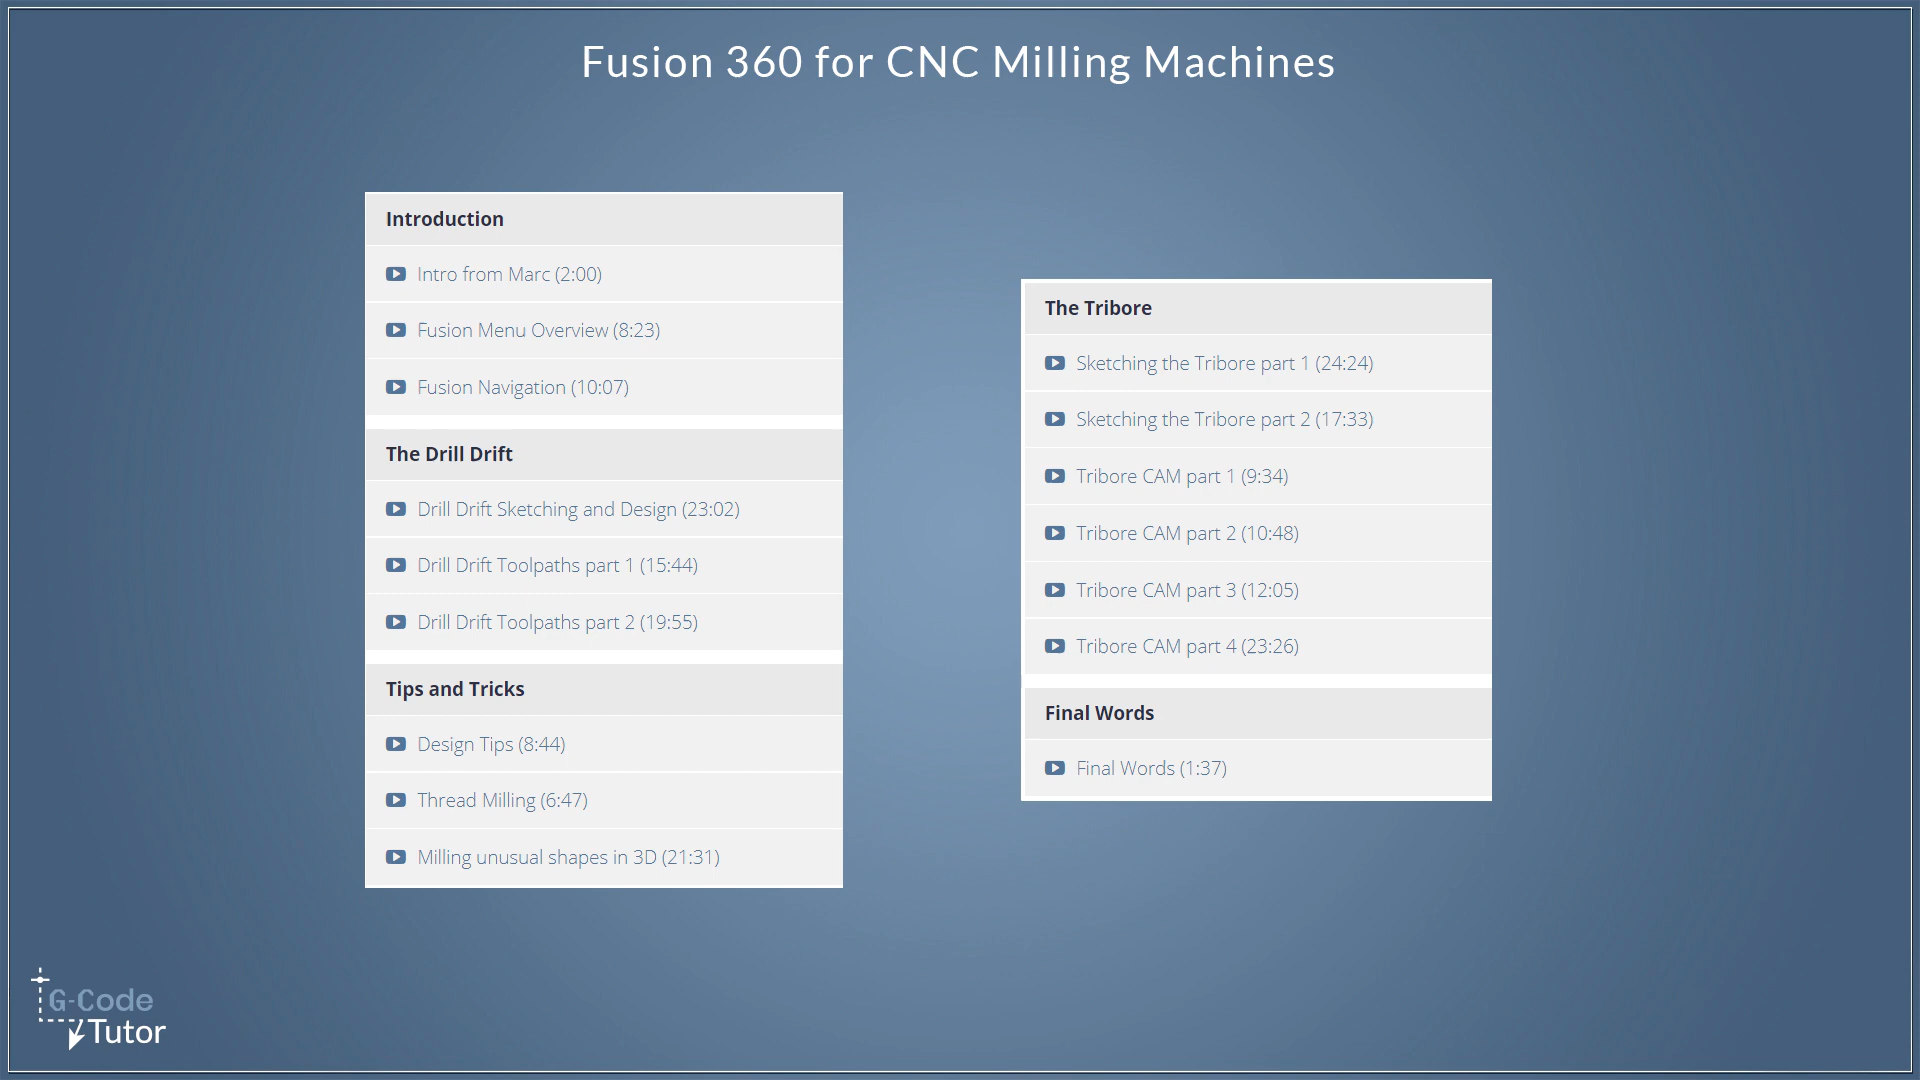 Fusion 360 for CNC Milling Machines
Introduction
Intro from Marc (2:00)
Fusion Menu Overview (8:23)
Fusion Navigation (10:07)
The Drill Drift
Drill Drift Sketching and Design (23:02)
Drill Drift Toolpaths part 1 (15:44)
Drill Drift Toolpaths part 2 (19:55)
Tips and Tricks
Design Tips (8:44)
Thread Milling (6:47)
Milling unusual shapes in 3D (21:31)
The Tribore
Sketching the Tribore part 1 (24:24)
Sketching the Tribore part 2 (17:33)
Tribore CAM part 1 (9:34)
Tribore CAM part 2 (10:48)
Tribore CAM part 3 (12:05)
Tribore CAM part 4 (23:26)
Final Words
Final Words (1:37)
G-Code
Tutor